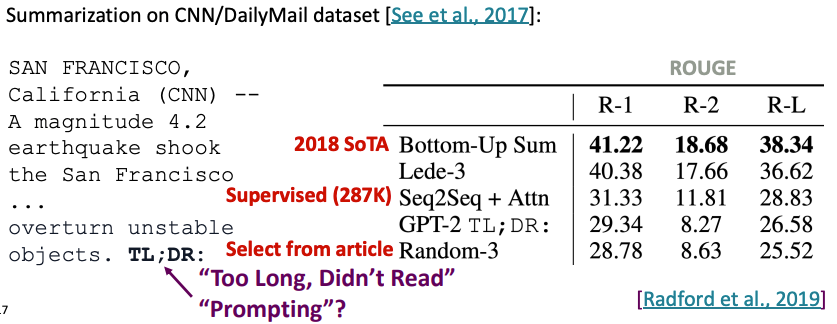 Summarization on CNN/DailyMail dataset [See et al., 2017]:
SAN FRANCISCO,
California (CNN) --
A magnitude 4.2
earthquake shook
the San Francisco
...
overturn unstable
objects. TL;DR:
"Too Long, Didn't Read"
"Prompting"?
ROUGE
R-1 R-2 R-L
2018 SoTA Bottom-Up Sum 41.22 18.68 38.34
Lede-3 40.38 17.66 36.62
Supervised (287K) Seq2Seq + Attn 31.33 11.81 28.83
GPT-2 TL;DR: 29.34 8.27 26.58
Select from article Random-3 28.78 8.63 25.52
[Radford et al., 2019]